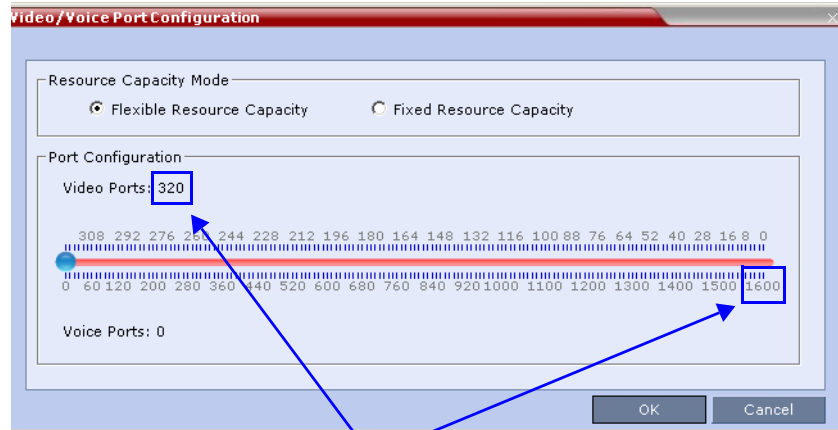 Video/Voice Port Configuration
Resource Capacity Mode
Flexible Resource Capacity Fixed Resource Capacity
Port Configuration
Video Ports: 320
308 292 276 260 244 228 212 196 180 164 148 132 116 100 88 76 64 52 40 28 16 8 0
0 60 120 200 280 360 440 520 600 680 760 840 920 1000 1100 1200 1300 1400 1500 1600
Voice Ports: 0
OK Cancel